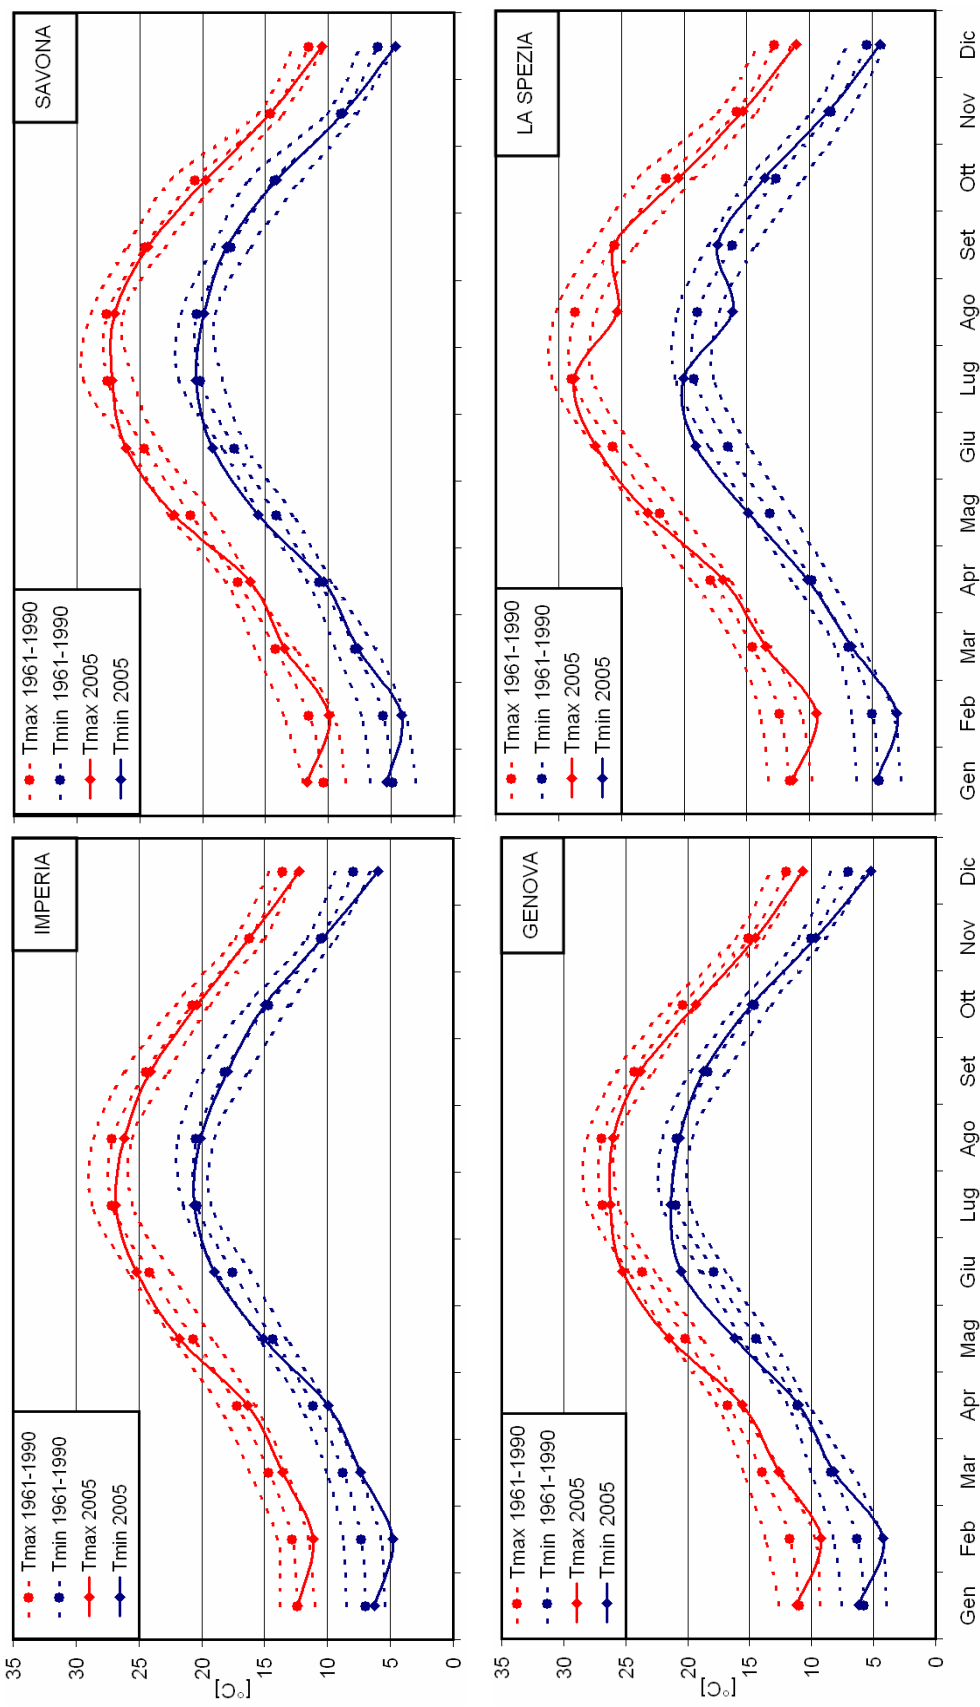 IMPERIA
35
30
25
20
15
10
5
0
[°C]
Tmax 1961-1990
Tmin 1961-1990
Tmax 2005
Tmin 2005
SAVONA
Tmax 1961-1990
Tmin 1961-1990
Tmax 2005
Tmin 2005
GENOVA
35
30
25
20
15
10
5
0
[°C]
Tmax 1961-1990
Tmin 1961-1990
Tmax 2005
Tmin 2005
Gen Feb Mar Apr Mag Giu Lug Ago Set Ott Nov Dic
LA SPEZIA
Tmax 1961-1990
Tmin 1961-1990
Tmax 2005
Tmin 2005
Gen Feb Mar Apr Mag Giu Lug Ago Set Ott Nov Dic